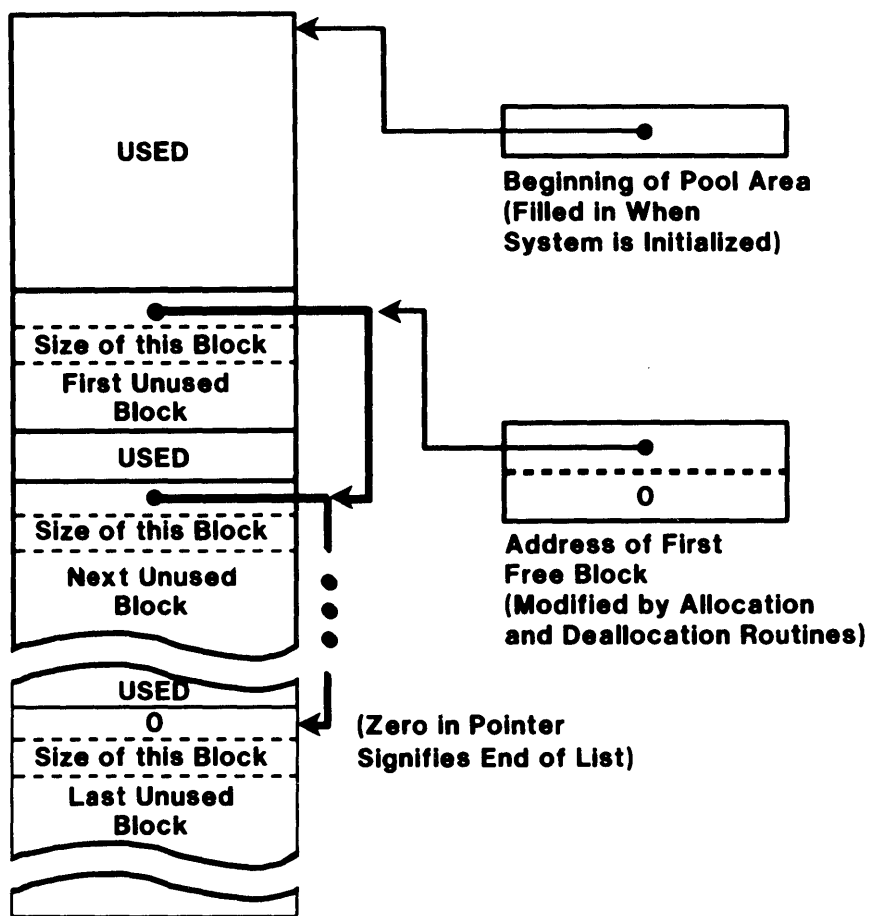 USED
Beginning of Pool Area
(Filled in When
System is Initialized)
Size of this Block
First Unused
Block
USED
Size of this Block
Next Unused
Block
0
Address of First
Free Block
(Modified by Allocation
and Deallocation Routines)
USED
0
Size of this Block
Last Unused
Block
(Zero in Pointer
Signifies End of List)